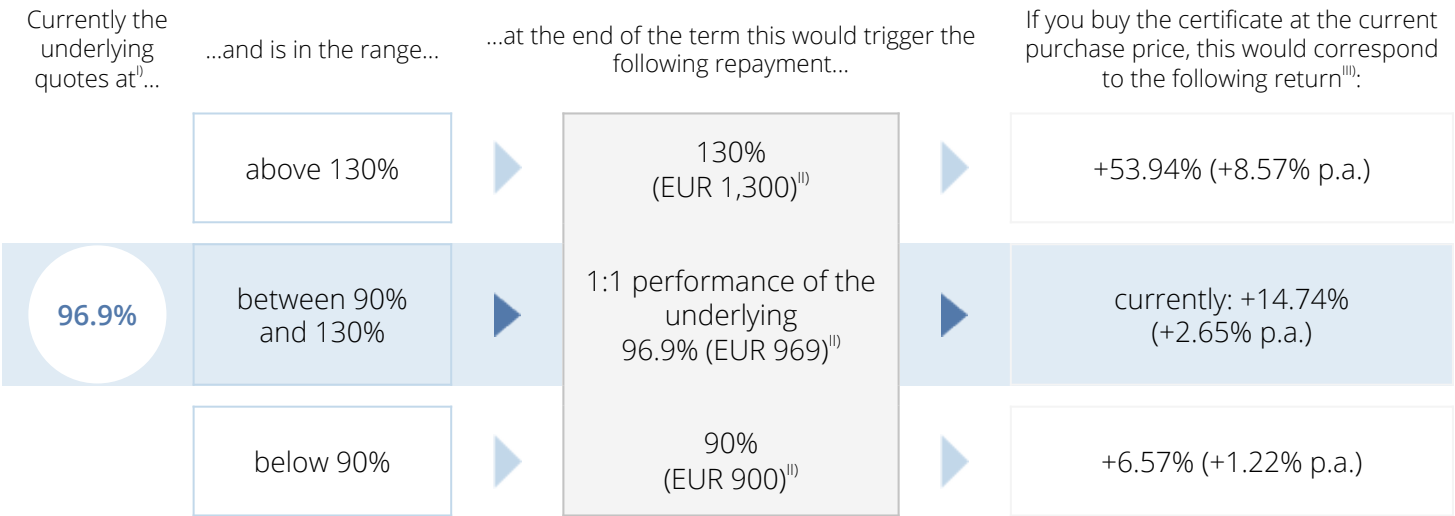 Currently the
underlying
quotes at^I)...
...and is in the range...
...at the end of the term this would trigger the
following repayment...
If you buy the certificate at the current
purchase price, this would correspond
to the following return^III):
above 130%
130%
(EUR 1,300)^II)
+53.94% (+8.57% p.a.)
96.9%
between 90%
and 130%
1:1 performance of the
underlying
96.9% (EUR 969)^II)
currently: +14.74%
(+2.65% p.a.)
below 90%
90%
(EUR 900)^II)
+6.57% (+1.22% p.a.)